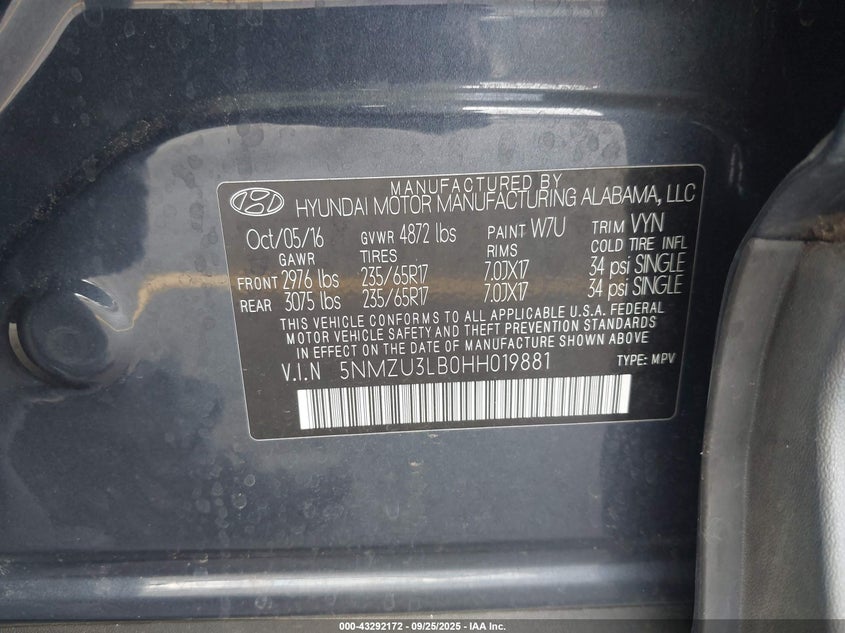 MANUFACTURED BY
HYUNDAI MOTOR MANUFACTURING ALABAMA, LLC
Oct/05/16 GVWR 4872 lbs PAINT W7U TRIM VYN
GAWR TIRES RIMS COLD TIRE INFL
FRONT 2976 lbs 235/65R17 7.0JX17 34 psi SINGLE
REAR 3075 lbs 235/65R17 7.0JX17 34 psi SINGLE
THIS VEHICLE CONFORMS TO ALL APPLICABLE U.S.A. FEDERAL
MOTOR VEHICLE SAFETY AND THEFT PREVENTION STANDARDS
IN EFFECT ON THE DATE OF MANUFACTURE SHOWN ABOVE
V.I.N 5NMZU3LB0HH019881 TYPE: MPV
000-43292172 - 09/25/2025 - IAA Inc.